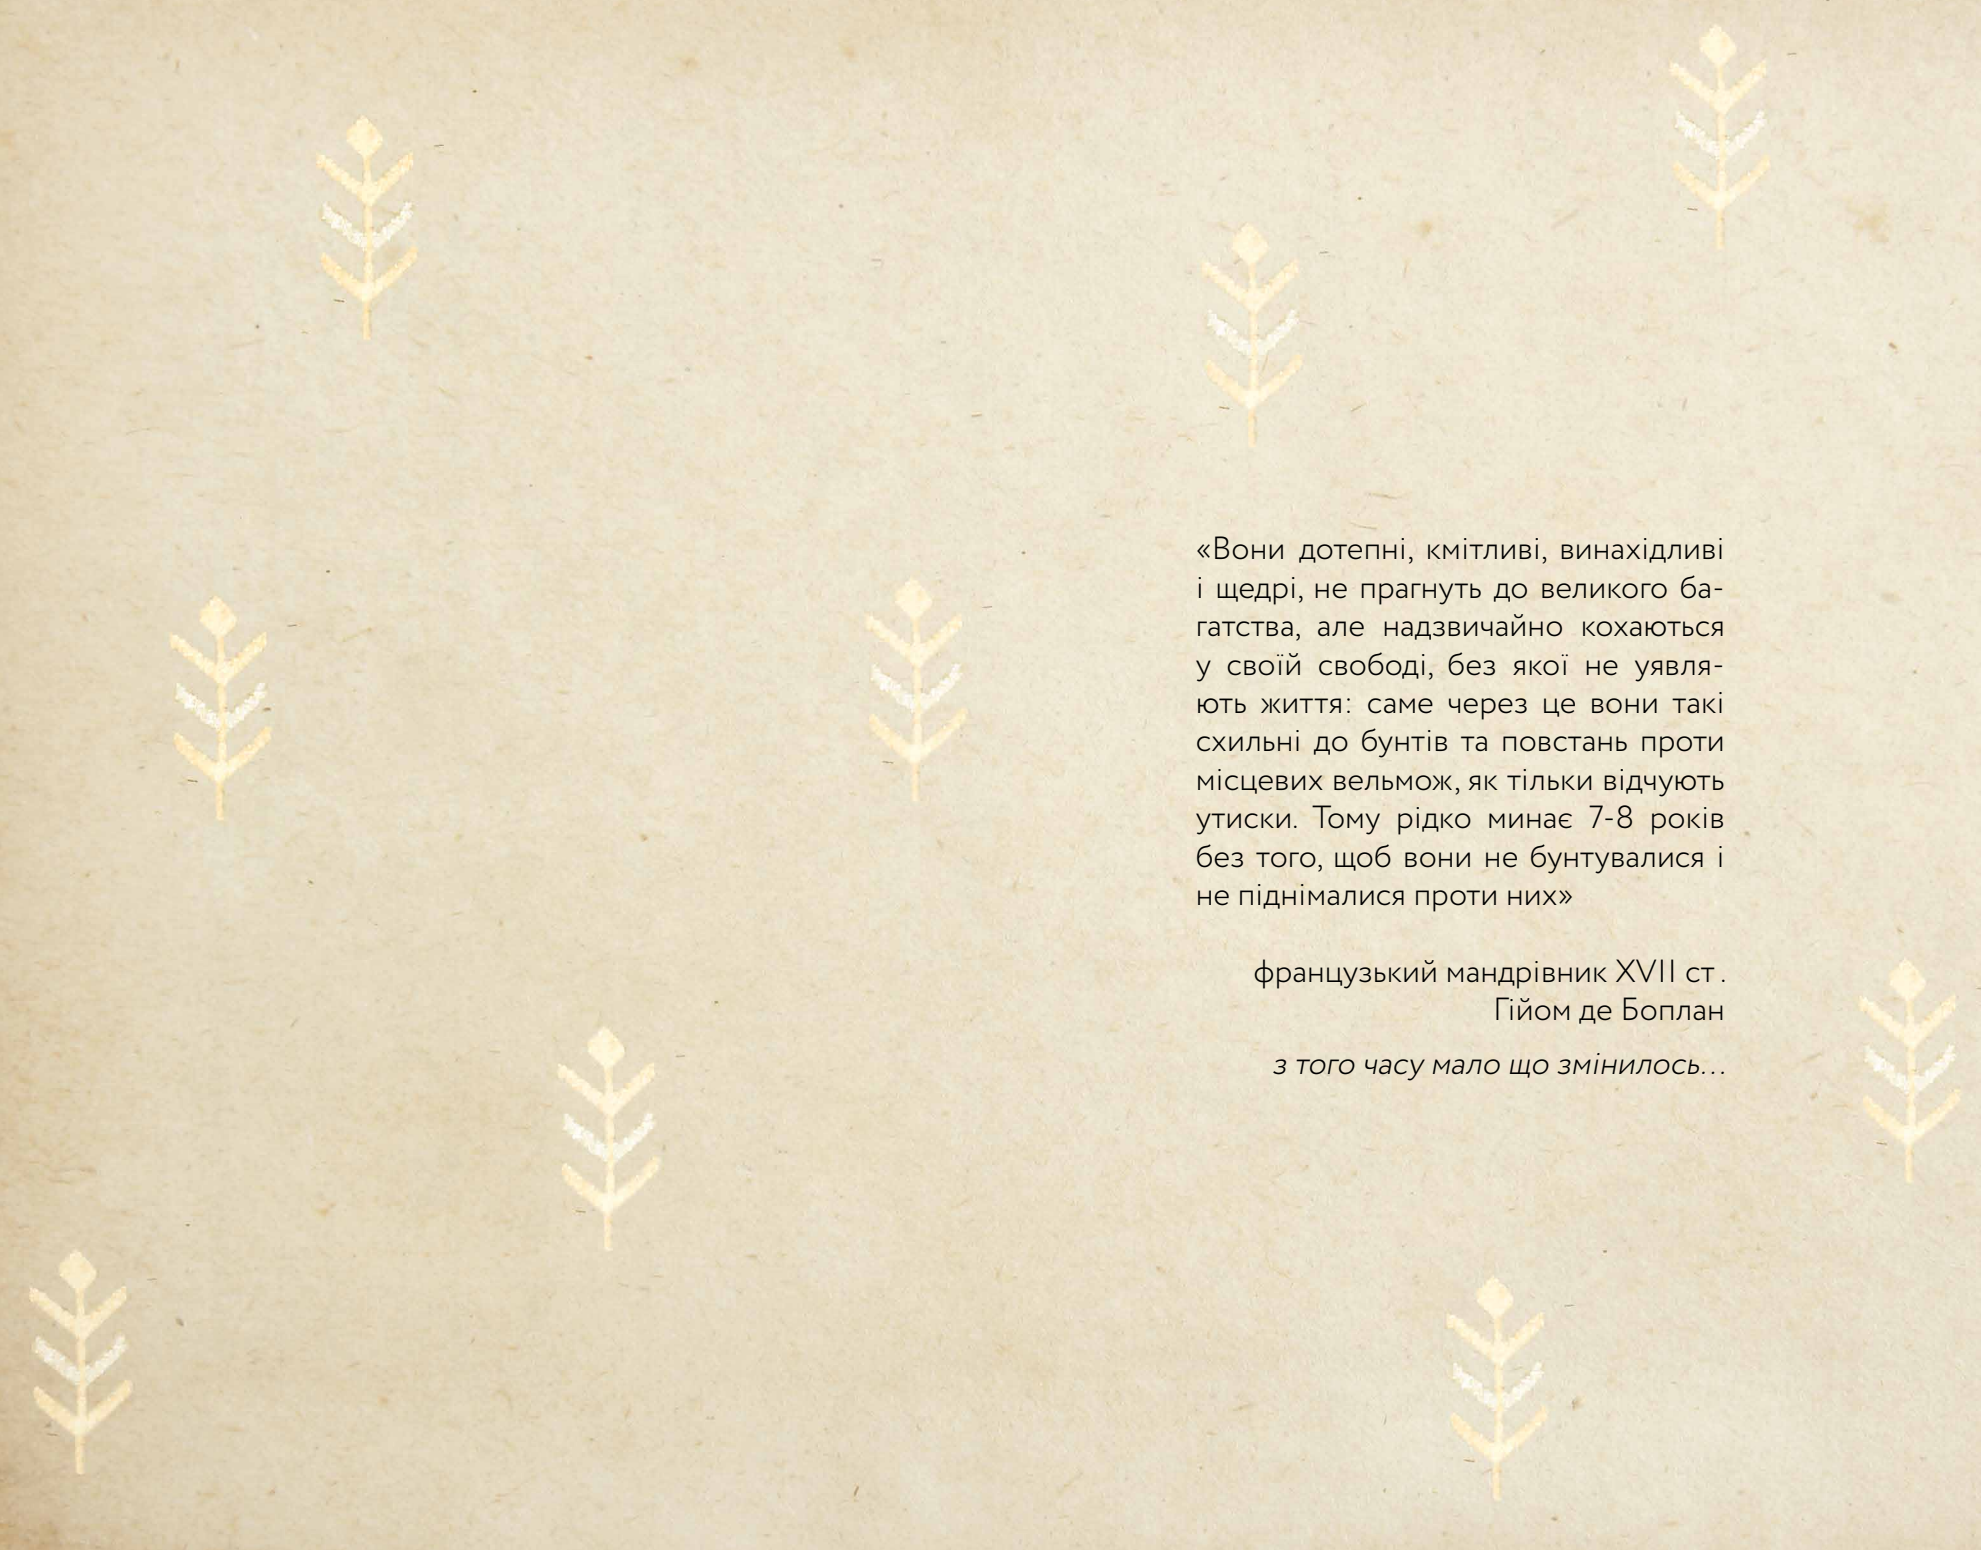 «Вони дотепні, кмітливі, винахідливі
і щедрі, не прагнуть до великого ба-
гатства, але надзвичайно кохаються
у своїй свободі, без якої не уявля-
ють життя: саме через це вони такі
схильні до бунтів та повстань проти
місцевих вельмож, як тільки відчують
утиски. Тому рідко минає 7-8 років
без того, щоб вони не бунтувалися і
не піднімалися проти них»
французький мандрівник XVII ст.
Гійом де Боплан
з того часу мало що змінилось...